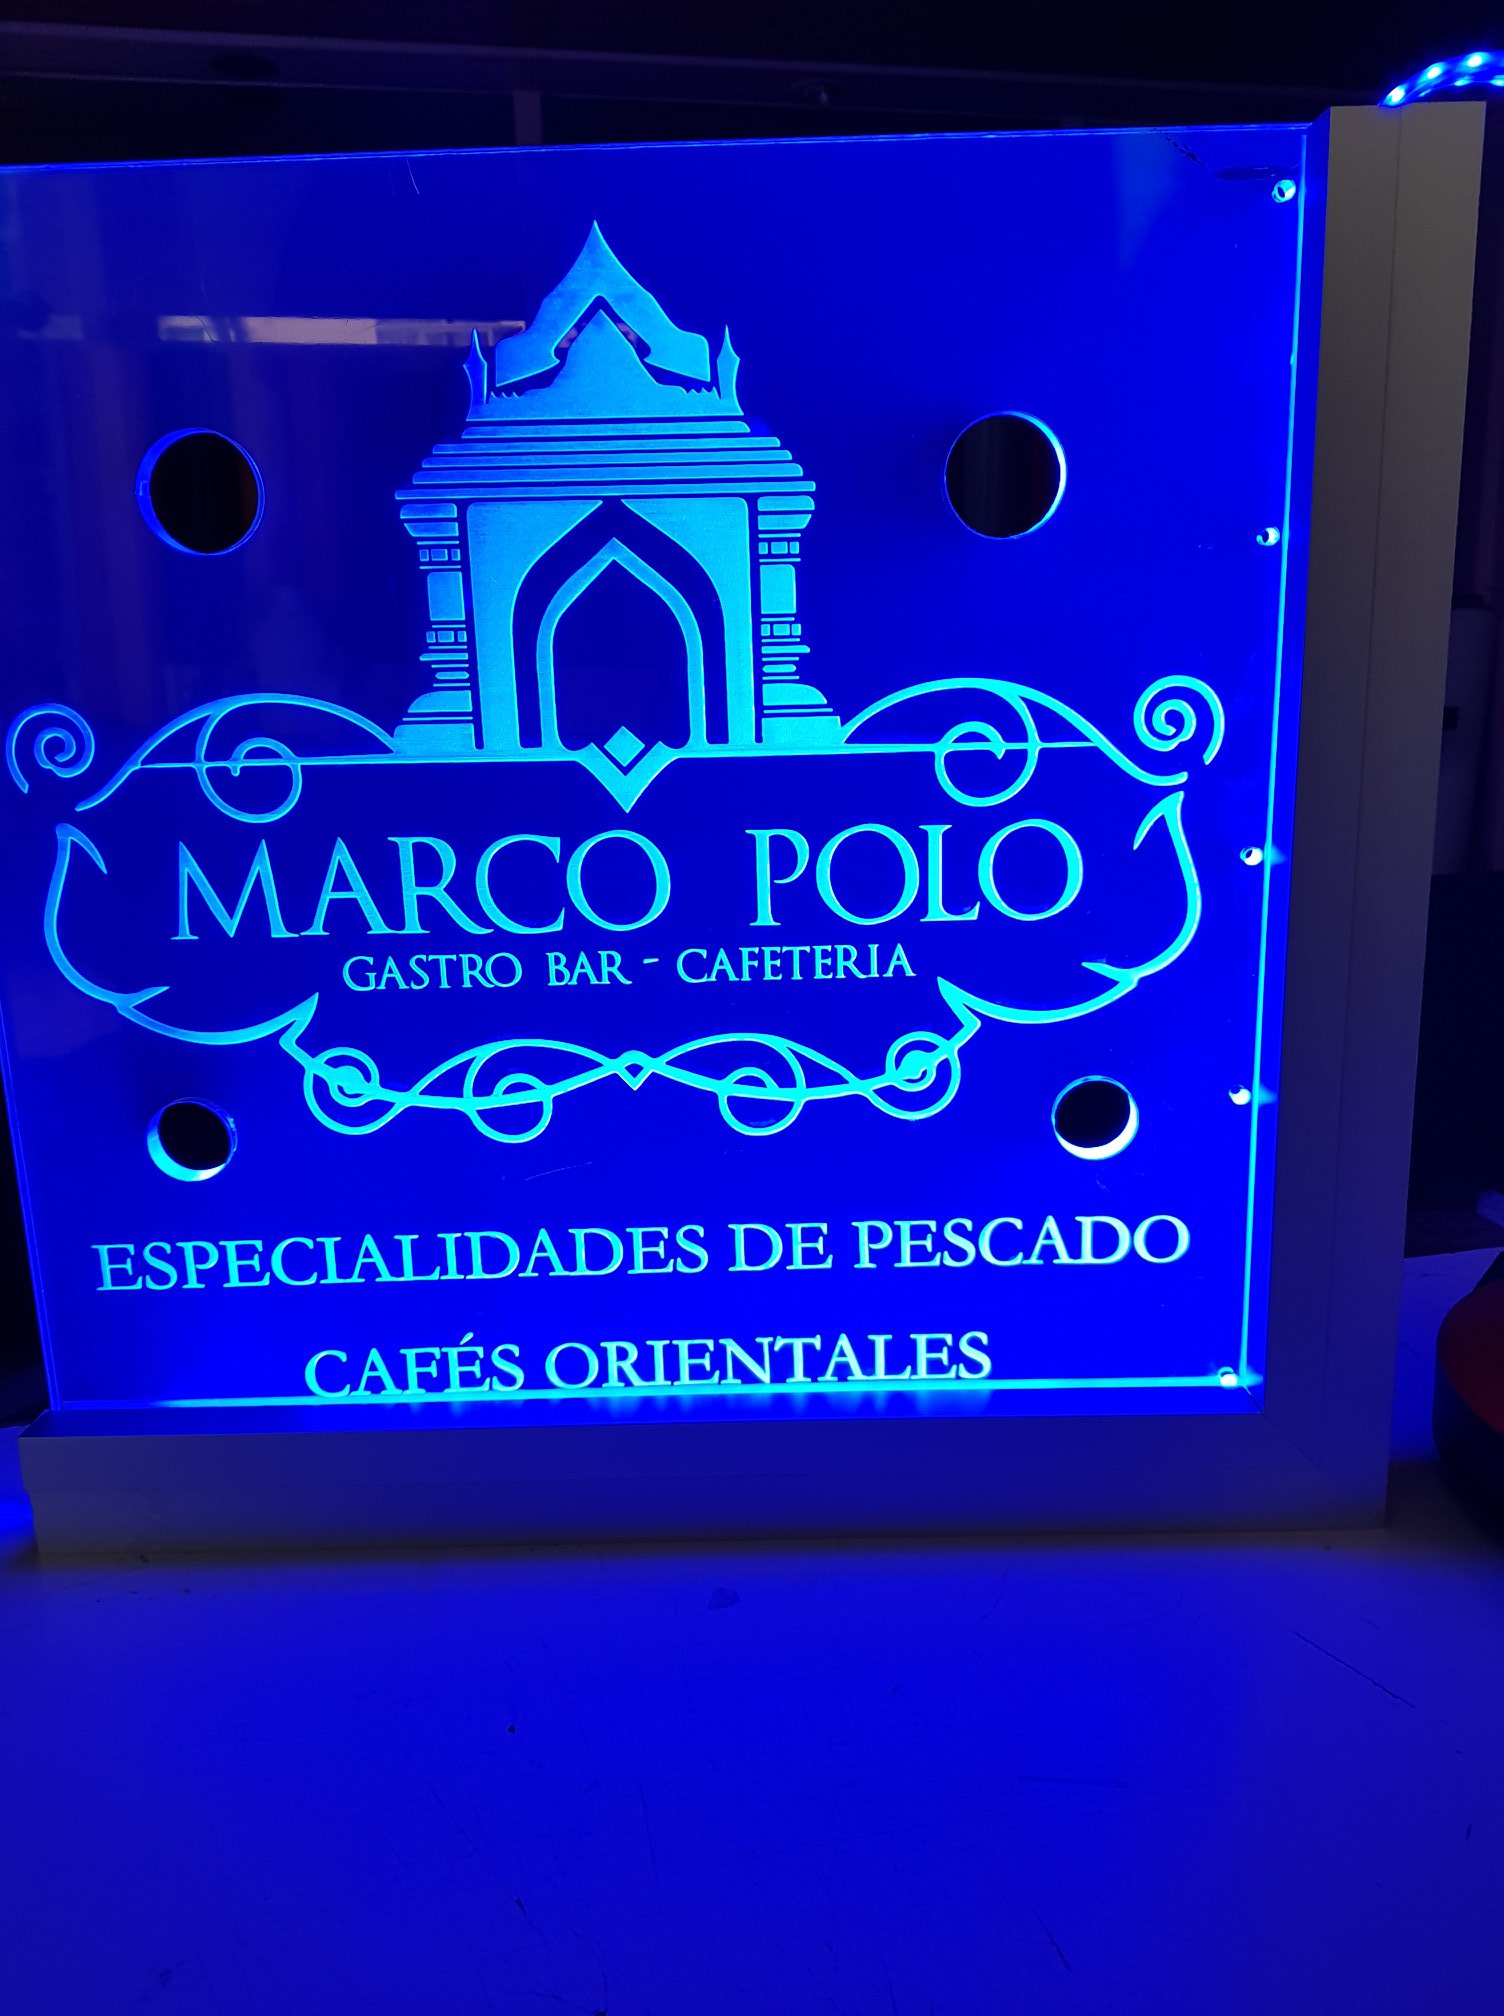 MARCO POLO
GASTRO BAR - CAFETERIA
ESPECIALIDADES DE PESCADO
CAFÉS ORIENTALES